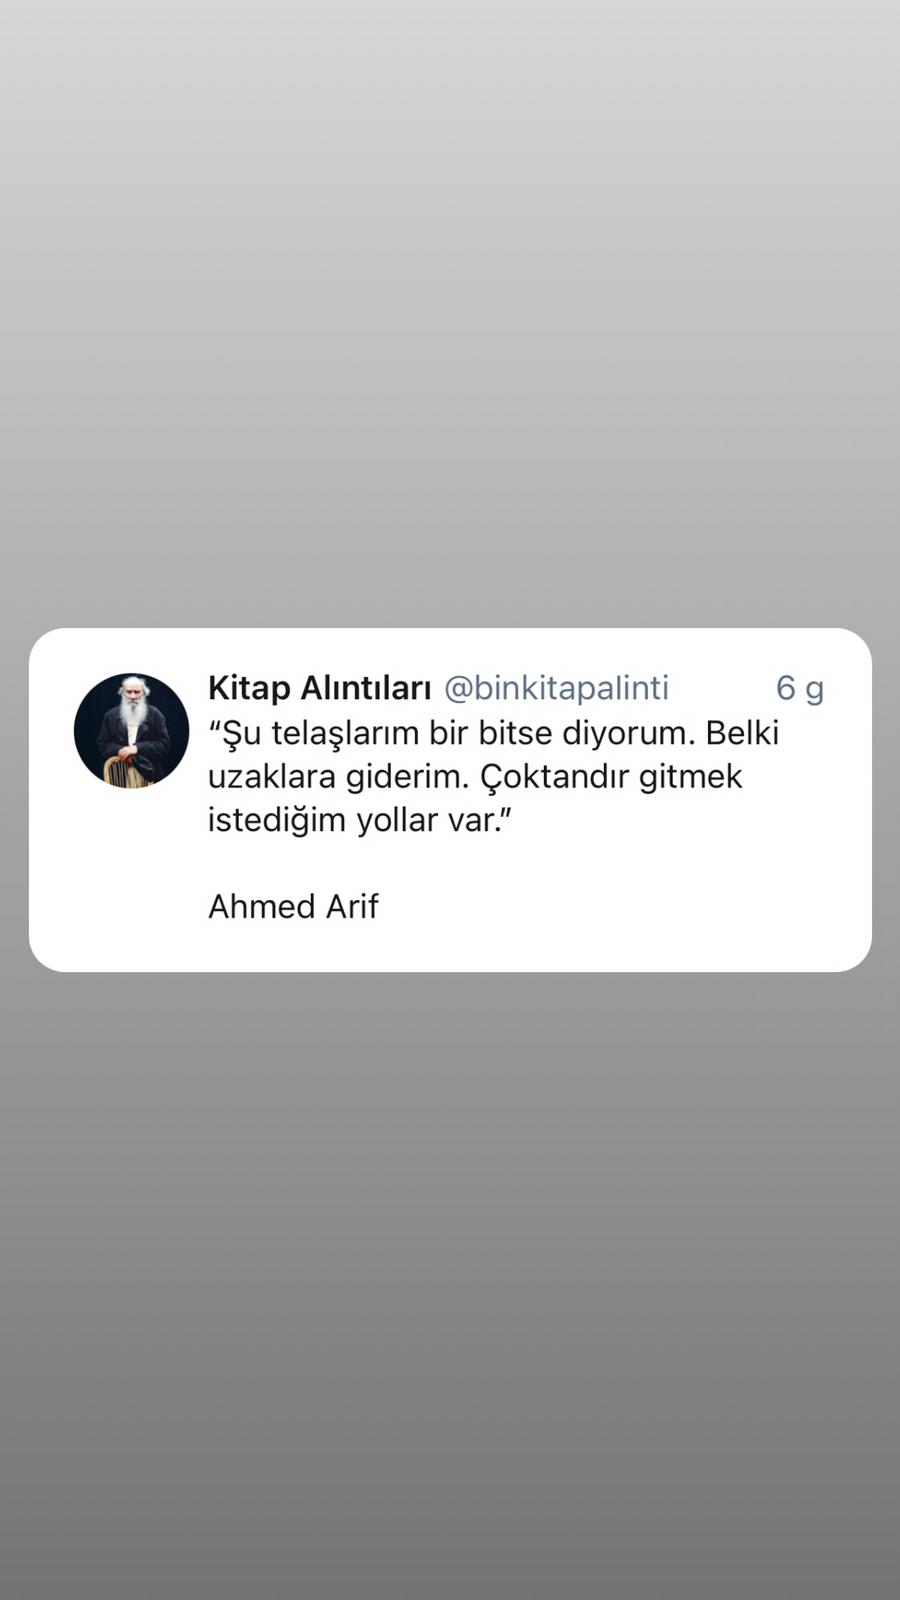 Kitap Alıntıları @binkitapalinti 6 g
“Şu telaşlarım bir bitse diyorum. Belki
uzaklara giderim. Çoktandır gitmek
istediğim yollar var.”
Ahmed Arif